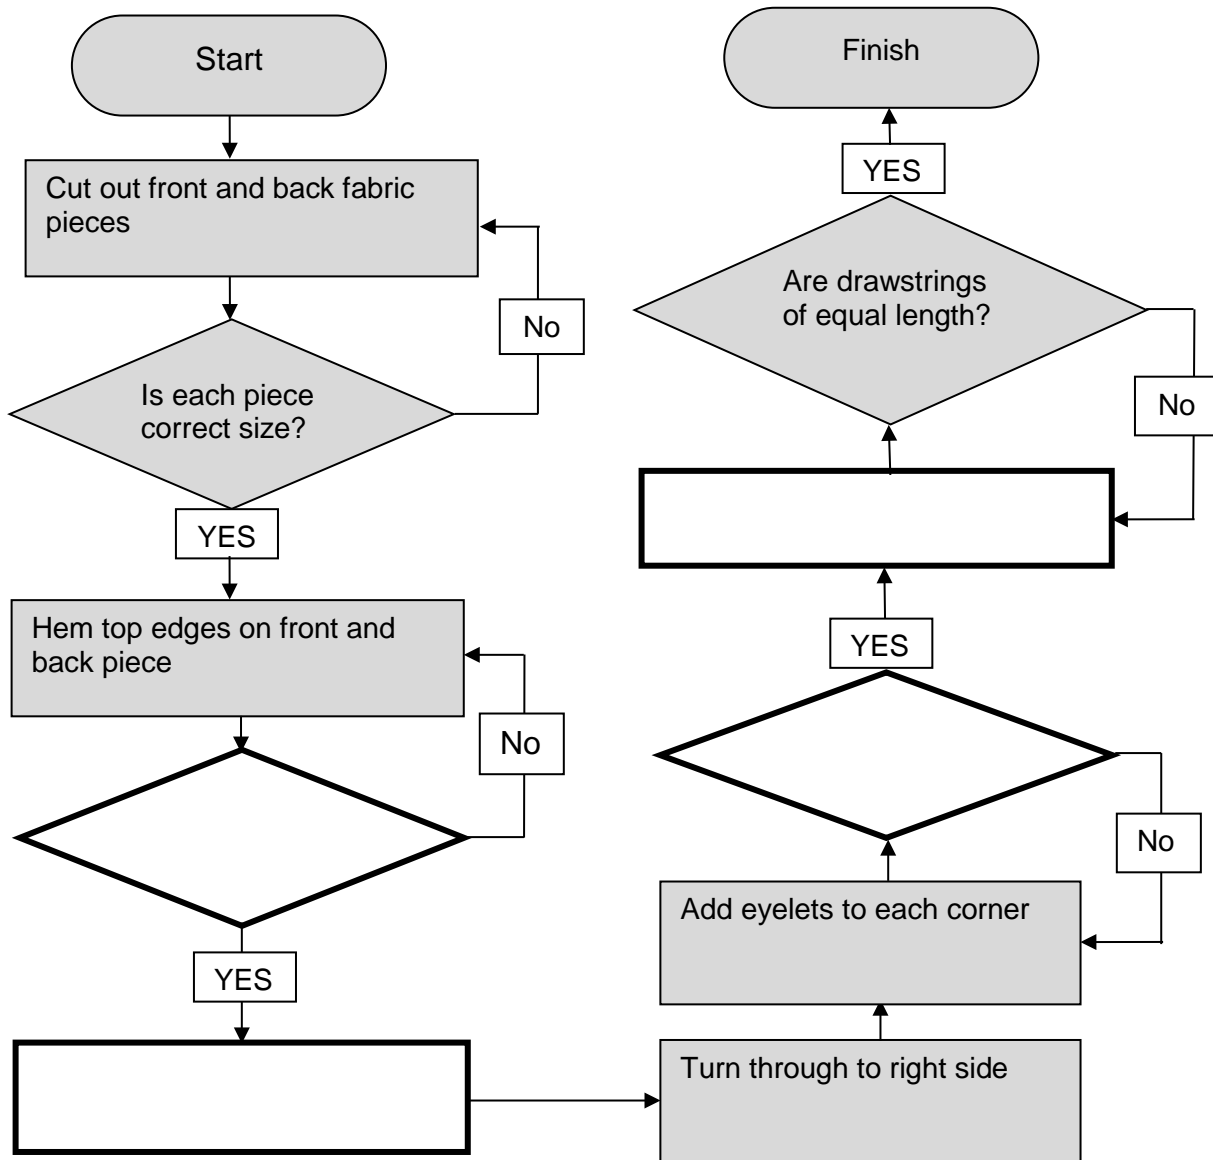 Start
Cut out front and back fabric
pieces
No
Is each piece
correct size?
YES
Hem top edges on front and
back piece
No
YES
Finish
YES
Are drawstrings
of equal length?
No
YES
No
Add eyelets to each corner
Turn through to right side